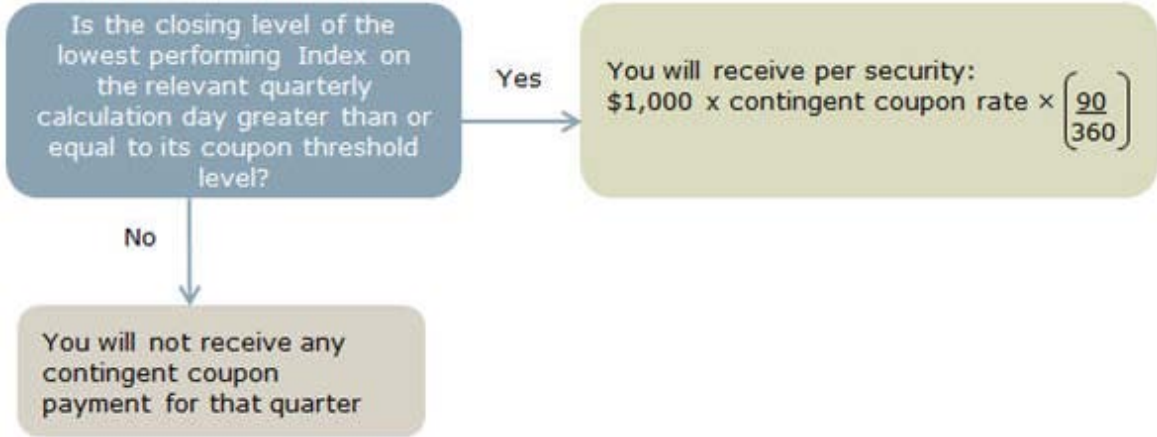 Is the closing level of the
lowest performing Index on
the relevant quarterly
calculation day greater than or
equal to its coupon threshold
level?
Yes
You will receive per security:
$1,000 x contingent coupon rate × (90
360)
No
You will not receive any
contingent coupon
payment for that quarter